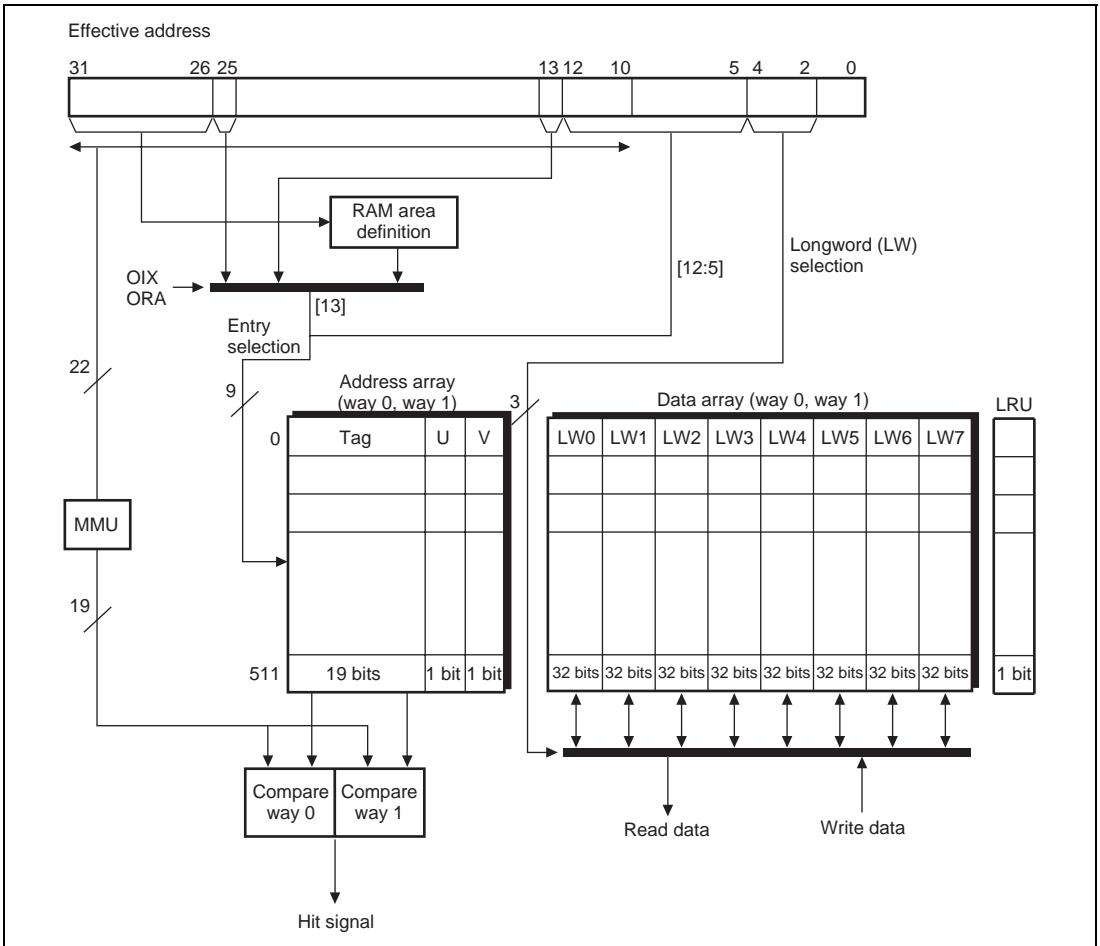 Effective address
31 26 25 13 12 10 5 4 2 0
RAM area
definition
Longword (LW)
selection
[12:5]
OIX
ORA
[13]
Entry
selection
22
9
Address array
(way 0, way 1)
3
Data array (way 0, way 1)
LRU
0 Tag U V LW0 LW1 LW2 LW3 LW4 LW5 LW6 LW7
MMU
19
511 19 bits 1 bit 1 bit 32 bits 32 bits 32 bits 32 bits 32 bits 32 bits 32 bits 32 bits 1 bit
Compare
way 0
Compare
way 1
Read data
Write data
Hit signal